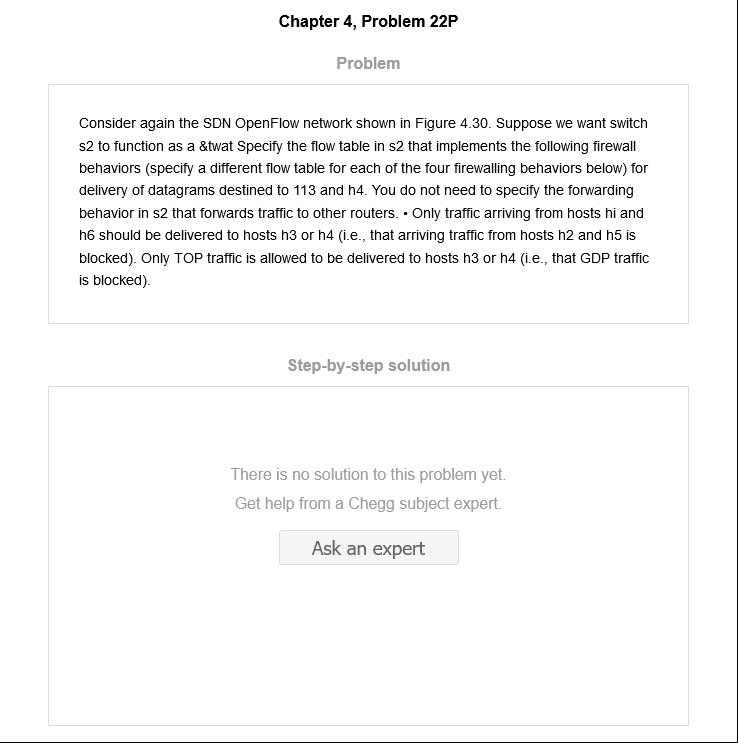 Chapter 4, Problem 22P
Problem
Consider again the SDN OpenFlow network shown in Figure 4.30. Suppose we want switch
s2 to function as a &twat Specify the flow table in s2 that implements the following firewall
behaviors (specify a different flow table for each of the four firewalling behaviors below) for
delivery of datagrams destined to 113 and h4. You do not need to specify the forwarding
behavior in s2 that forwards traffic to other routers. • Only traffic arriving from hosts hi and
h6 should be delivered to hosts h3 or h4 (i.e., that arriving traffic from hosts h2 and h5 is
blocked). Only TOP traffic is allowed to be delivered to hosts h3 or h4 (i.e., that GDP traffic
is blocked).
Step-by-step solution
There is no solution to this problem yet.
Get help from a Chegg subject expert.
Ask an expert